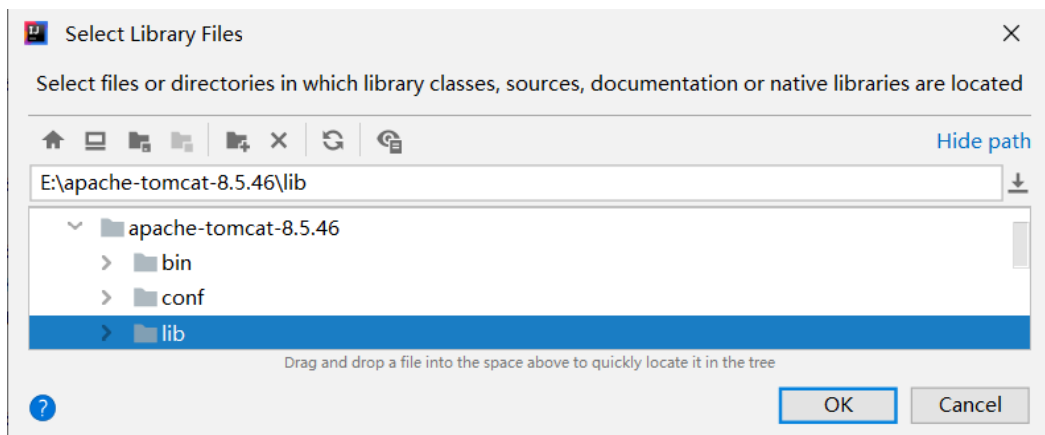 Select Library Files
Select files or directories in which library classes, sources, documentation or native libraries are located
Hide path
E:\apache-tomcat-8.5.46\lib
apache-tomcat-8.5.46
bin
conf
lib
Drag and drop a file into the space above to quickly locate it in the tree
? OK Cancel